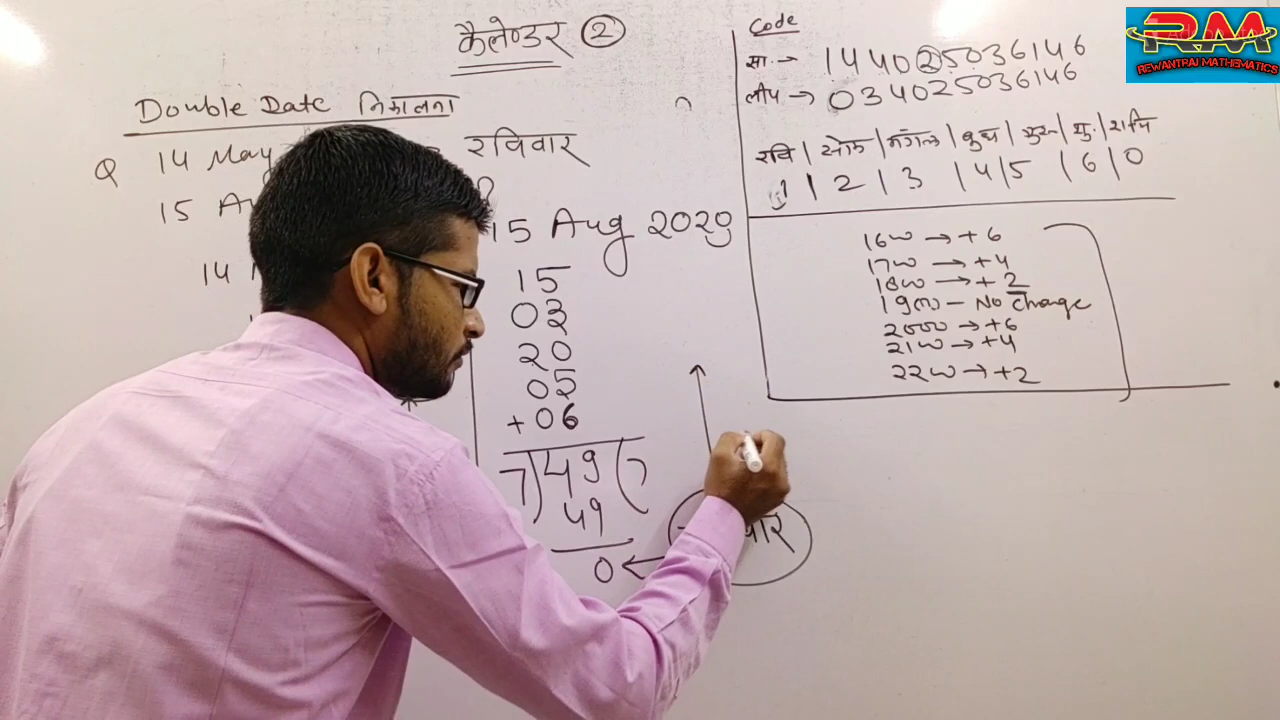 कैलेण्डर ②
Double Date निकालना
Q 14 May
रविवार
15 Au
14
15 Aug 2020
15
03
20
05
+ 06
7)49(7
49
0
Code
सा. → 1440②5036146
लीप → 034025036146
रवि | सोम | मंगल | बुध | गुरु | शु. | शनि
1 | 2 | 3 | 4 | 5 | 6 | 0
1600 → +6
1700 → +4
1800 → +2
1900 – No Change
2000 → +6
2100 → +4
2200 → +2
RM
REWANTRAJ MATHEMATICS